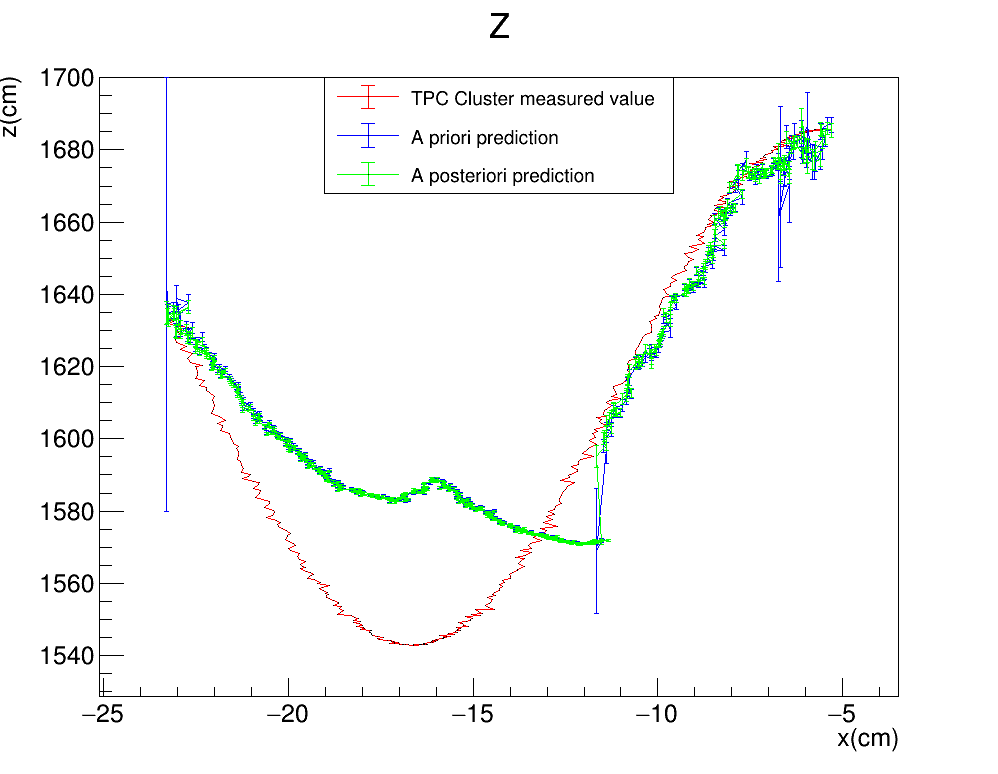 Z
z(cm)
1700
1680
1660
1640
1620
1600
1580
1560
1540
TPC Cluster measured value
A priori prediction
A posteriori prediction
−25 −20 −15 −10 −5
x(cm)